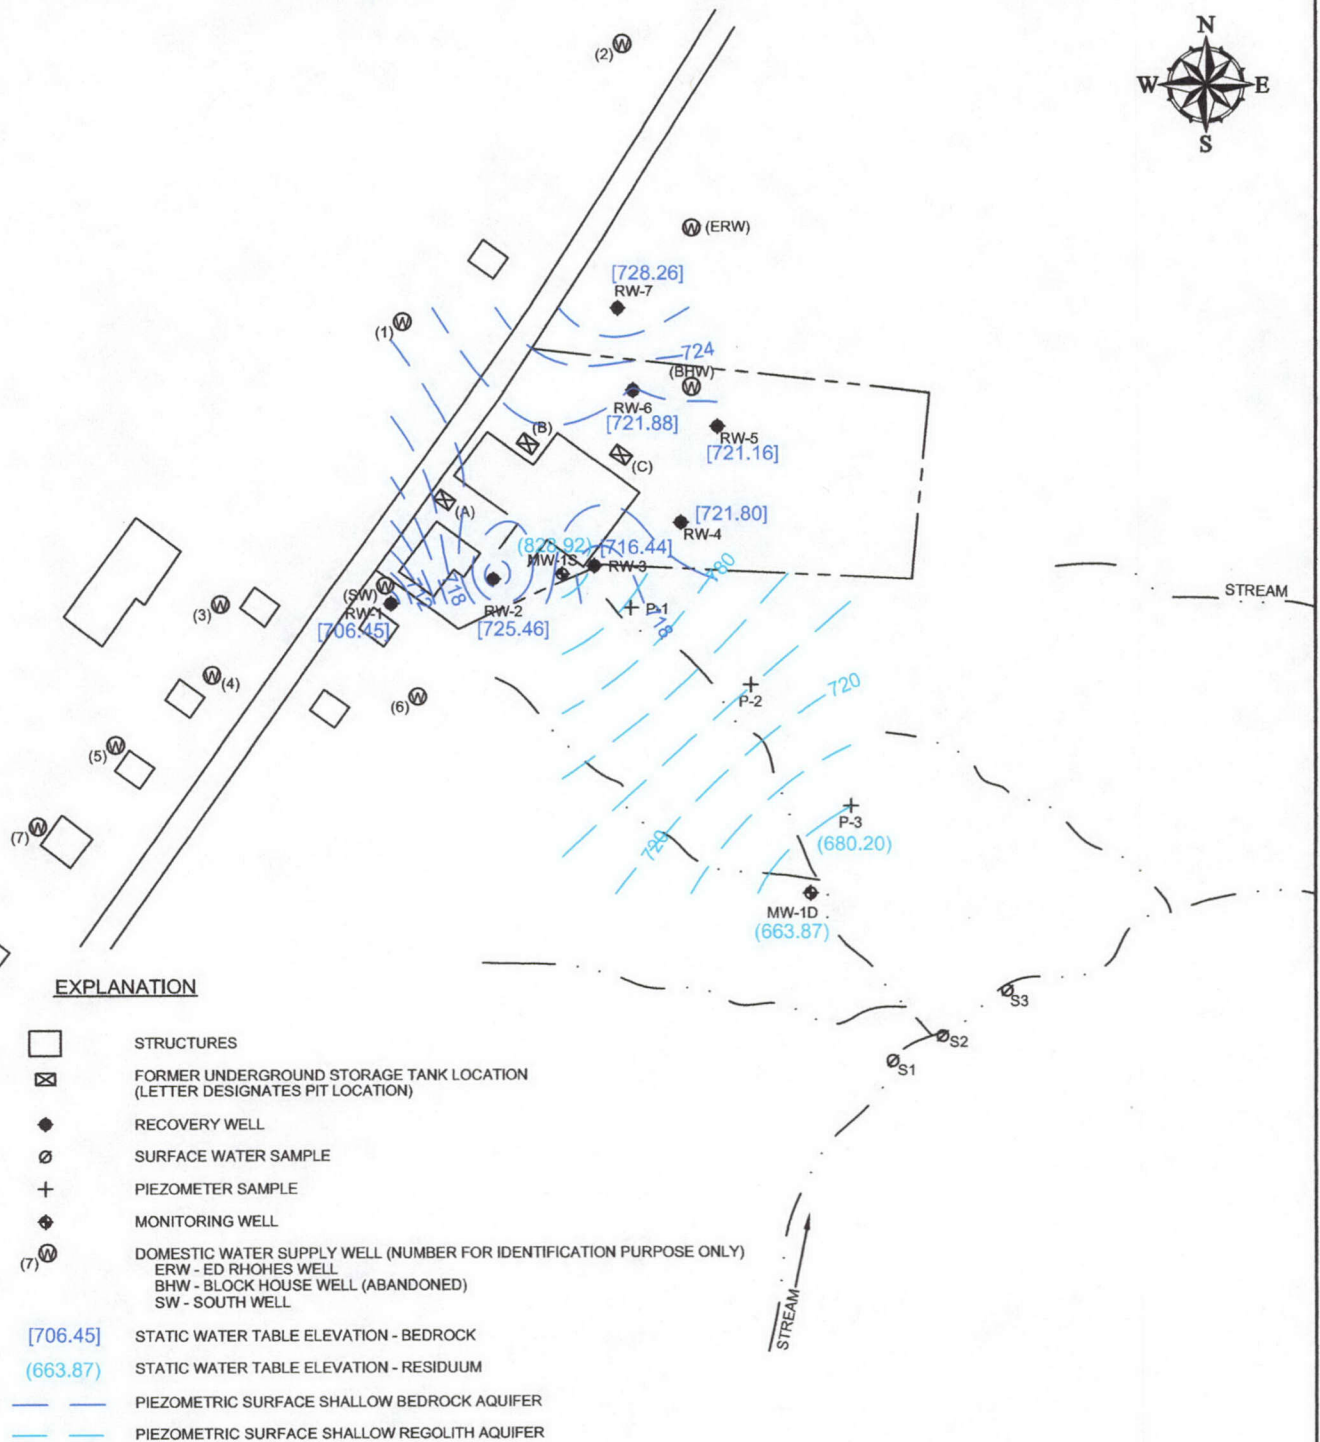 N
W E
S
(2)
(ERW)
[728.26]
RW-7
(1)
724
(BHW)
RW-6
[721.88]
RW-5
[721.16]
(B)
(C)
(A)
[721.80]
RW-4
(828.92)
[716.44]
MW-1S
RW-3
780
(SW)
718
RW-1
[706.45]
RW-2
[725.46]
P-1
718
STREAM
(3)
(4)
(6)
P-2
720
(5)
(7)
P-3
(680.20)
MW-1D
(663.87)
S3
S2
S1
STREAM
EXPLANATION
STRUCTURES
FORMER UNDERGROUND STORAGE TANK LOCATION
(LETTER DESIGNATES PIT LOCATION)
RECOVERY WELL
SURFACE WATER SAMPLE
PIEZOMETER SAMPLE
MONITORING WELL
(7) W DOMESTIC WATER SUPPLY WELL (NUMBER FOR IDENTIFICATION PURPOSE ONLY)
ERW - ED RHOHES WELL
BHW - BLOCK HOUSE WELL (ABANDONED)
SW - SOUTH WELL
[706.45] STATIC WATER TABLE ELEVATION - BEDROCK
(663.87) STATIC WATER TABLE ELEVATION - RESIDUUM
PIEZOMETRIC SURFACE SHALLOW BEDROCK AQUIFER
PIEZOMETRIC SURFACE SHALLOW REGOLITH AQUIFER